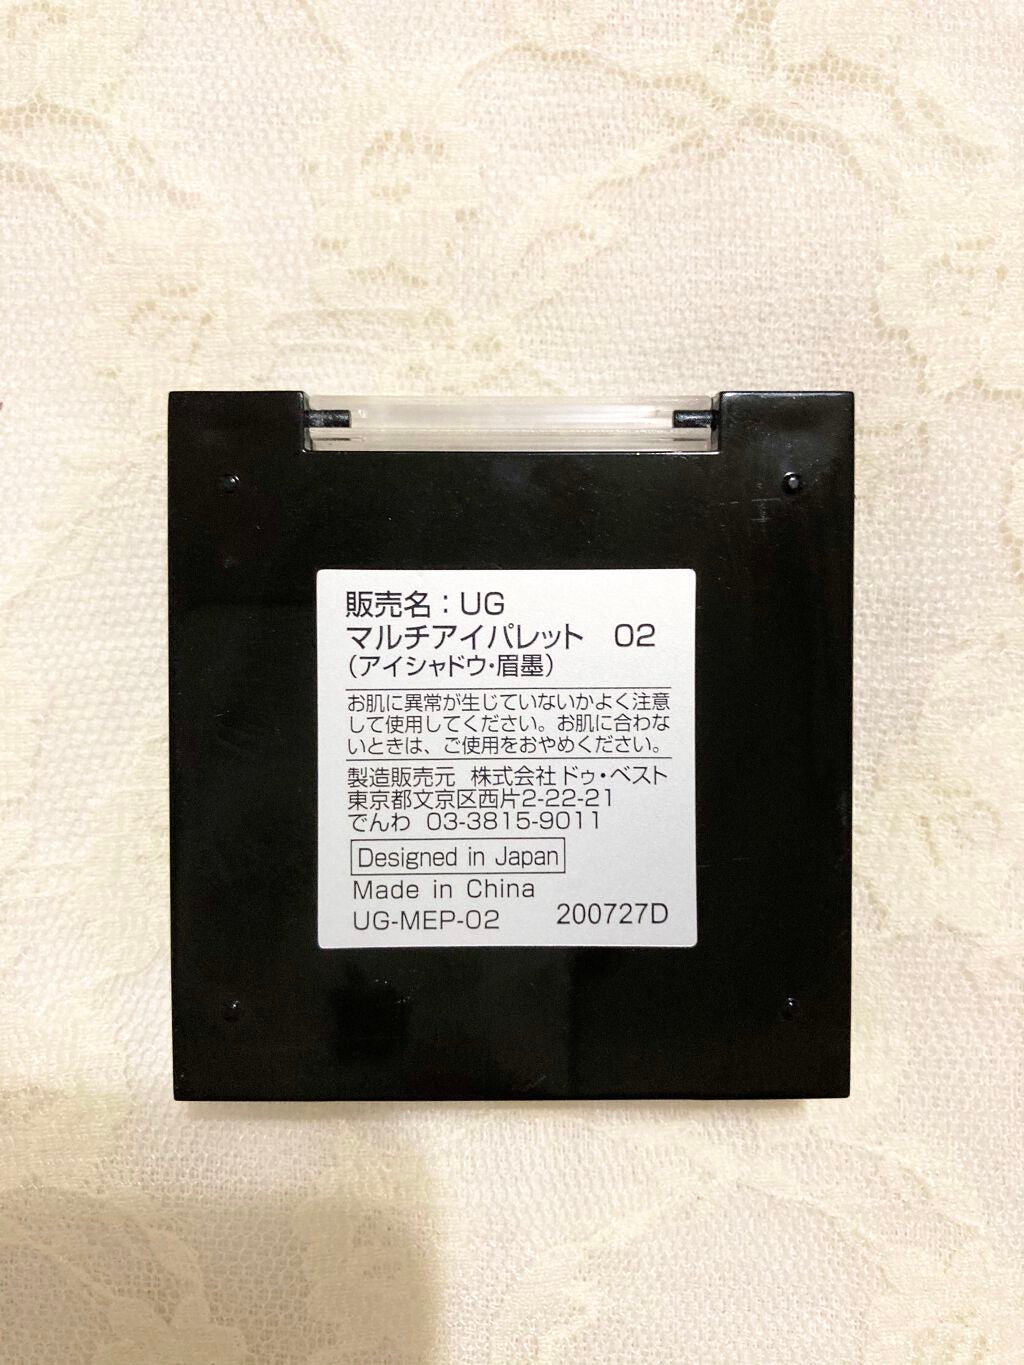 販売名：UG
マルチアイパレット　02
（アイシャドウ・眉墨）
お肌に異常が生じていないかよく注意
して使用してください。お肌に合わな
いときは、ご使用をおやめください。
製造販売元 株式会社ドゥ・ベスト
東京都文京区西片2-22-21
でんわ 03-3815-9011
Designed in Japan
Made in China
UG-MEP-02 200727D